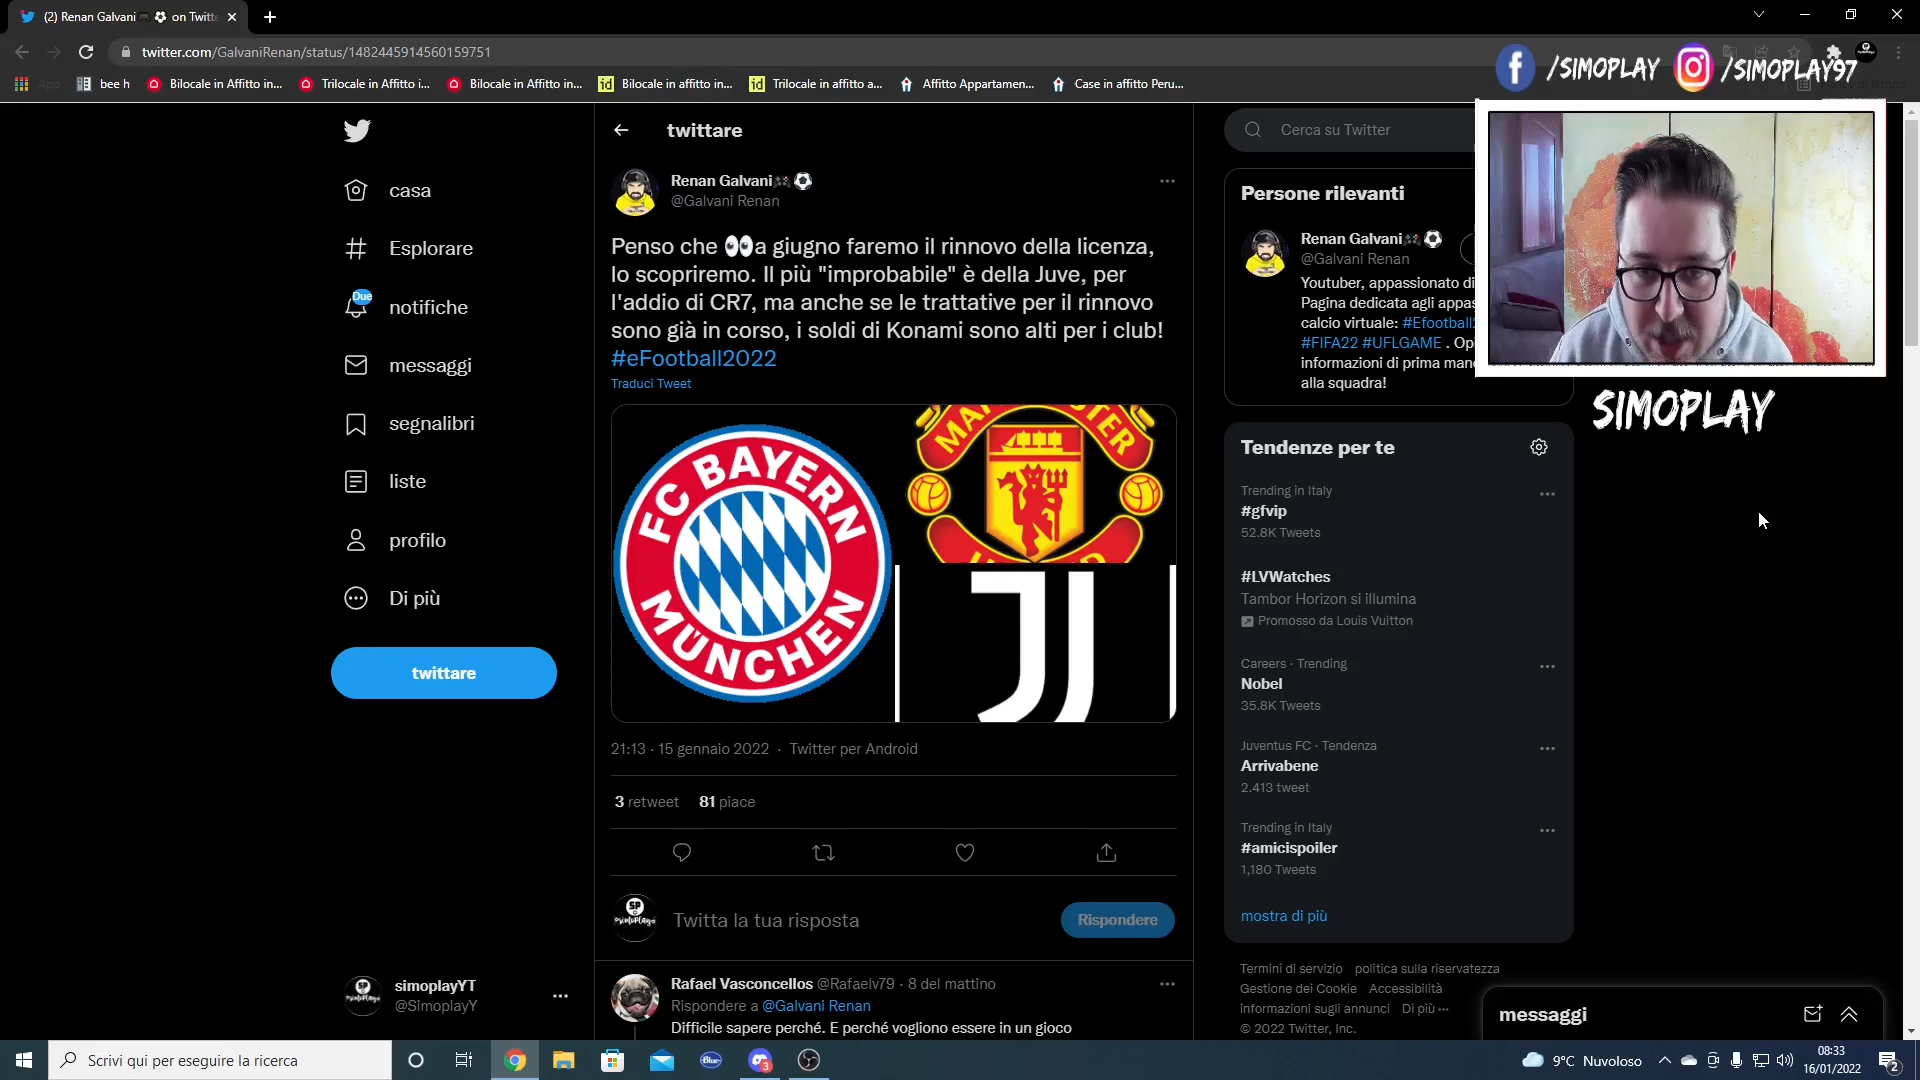 (2) Renan Galvani🎮 ⚽ on Twitte
twitter.com/GalvaniRenan/status/1482445914560159751
App
bee h
Bilocale in Affitto in...
Trilocale in Affitto i...
Bilocale in Affitto in...
Bilocale in affitto in...
Trilocale in affitto a...
Affitto Appartamen...
Case in affitto Peru...
/SIMOPLAY
/SIMOPLAY97
twittare
Cerca su Twitter
casa
Esplorare
Due
notifiche
messaggi
segnalibri
liste
profilo
Di più
twittare
simoplayYT
@SimoplayY
Renan Galvani🎮⚽
@Galvani Renan
Penso che 👀a giugno faremo il rinnovo della licenza,
lo scopriremo. Il più "improbabile" è della Juve, per
l'addio di CR7, ma anche se le trattative per il rinnovo
sono già in corso, i soldi di Konami sono alti per i club!
#eFootball2022
Traduci Tweet
FC BAYERN
MÜNCHEN
MANCHESTER
UNITED
21:13 · 15 gennaio 2022 · Twitter per Android
3 retweet 81 piace
Twitta la tua risposta
Rispondere
Rafael Vasconcellos @Rafaelv79 · 8 del mattino
Rispondere a @Galvani Renan
Difficile sapere perché. E perché vogliono essere in un gioco
Persone rilevanti
Renan Galvani🎮⚽
@Galvani Renan
Youtuber, appassionato di
Pagina dedicata agli appas
calcio virtuale: #Efootball
#FIFA22 #UFLGAME . Opi
informazioni di prima man
alla squadra!
SIMOPLAY
Tendenze per te
Trending in Italy
#gfvip
52.8K Tweets
#LVWatches
Tambor Horizon si illumina
Promosso da Louis Vuitton
Careers · Trending
Nobel
35.8K Tweets
Juventus FC · Tendenza
Arrivabene
2.413 tweet
Trending in Italy
#amicispoiler
1,180 Tweets
mostra di più
Termini di servizio politica sulla riservatezza
Gestione dei Cookie Accessibilità
informazioni sugli annunci Di più ···
© 2022 Twitter, Inc.
messaggi
Scrivi qui per eseguire la ricerca
Blue
3
9°C Nuvoloso
08:33
16/01/2022
2